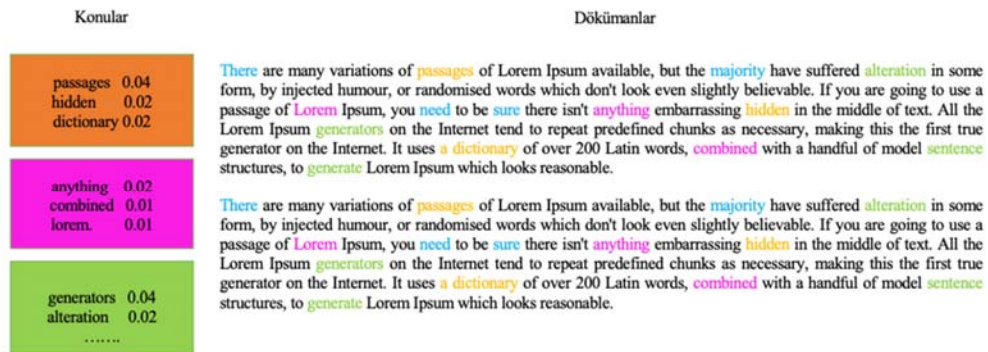 Konular
Dökümanlar
passages 0.04
hidden 0.02
dictionary 0.02
anything 0.02
combined 0.01
lorem. 0.01
generators 0.04
alteration 0.02
.......
There are many variations of passages of Lorem Ipsum available, but the majority have suffered alteration in some
form, by injected humour, or randomised words which don't look even slightly believable. If you are going to use a
passage of Lorem Ipsum, you need to be sure there isn't anything embarrassing hidden in the middle of text. All the
Lorem Ipsum generators on the Internet tend to repeat predefined chunks as necessary, making this the first true
generator on the Internet. It uses a dictionary of over 200 Latin words, combined with a handful of model sentence
structures, to generate Lorem Ipsum which looks reasonable.
There are many variations of passages of Lorem Ipsum available, but the majority have suffered alteration in some
form, by injected humour, or randomised words which don't look even slightly believable. If you are going to use a
passage of Lorem Ipsum, you need to be sure there isn't anything embarrassing hidden in the middle of text. All the
Lorem Ipsum generators on the Internet tend to repeat predefined chunks as necessary, making this the first true
generator on the Internet. It uses a dictionary of over 200 Latin words, combined with a handful of model sentence
structures, to generate Lorem Ipsum which looks reasonable.